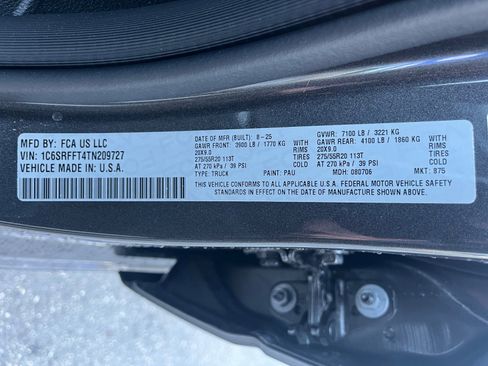 MFD BY: FCA US LLC
VIN: 1C6SRFFT4TN209727
VEHICLE MADE IN: U.S.A.
DATE OF MFR (BUILT): 8-25 GVWR: 7100 LB / 3221 KG
GAWR FRONT: 3900 LB / 1770 KG WITH GAWR REAR: 4100 LB / 1860 KG WITH
20X9.0 RIMS 20X9.0 RIMS
275/55R20 113T TIRES 275/55R20 113T TIRES
AT 270 kPa / 39 PSI COLD AT 270 kPa / 39 PSI COLD
TYPE: TRUCK PAINT: PAU MDH: 080706 MKT: 875
THIS VEHICLE CONFORMS TO ALL APPLICABLE U.S.A. FEDERAL MOTOR VEHICLE SAFETY
STANDARDS IN EFFECT ON THE DATE OF MANUFACTURE SHOWN ABOVE.